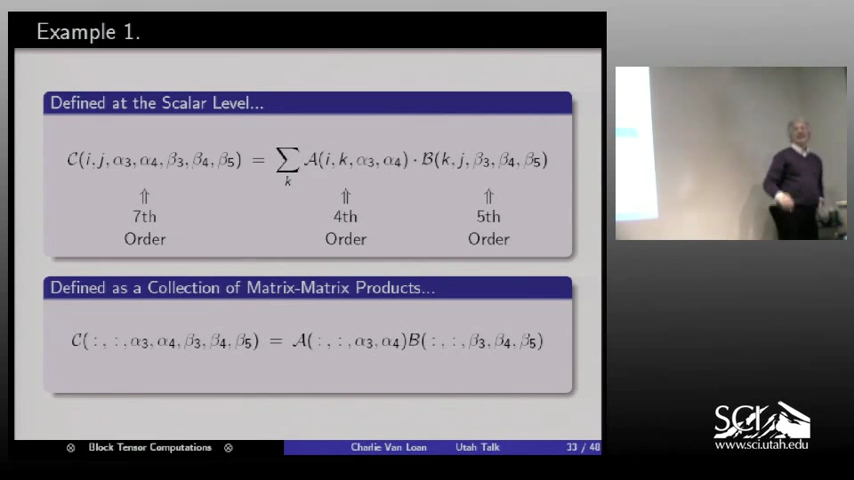 Example 1.
Defined at the Scalar Level...
C(i, j, α3, α4, β3, β4, β5) = ∑ A(i, k, α3, α4) · B(k, j, β3, β4, β5)
k
⇑ ⇑ ⇑
7th 4th 5th
Order Order Order
Defined as a Collection of Matrix-Matrix Products...
C( : , : , α3, α4, β3, β4, β5) = A( : , : , α3, α4)B( : , : , β3, β4, β5)
⊗ Block Tensor Computations ⊗ Charlie Van Loan Utah Talk 33 / 40
SCI
www.sci.utah.edu